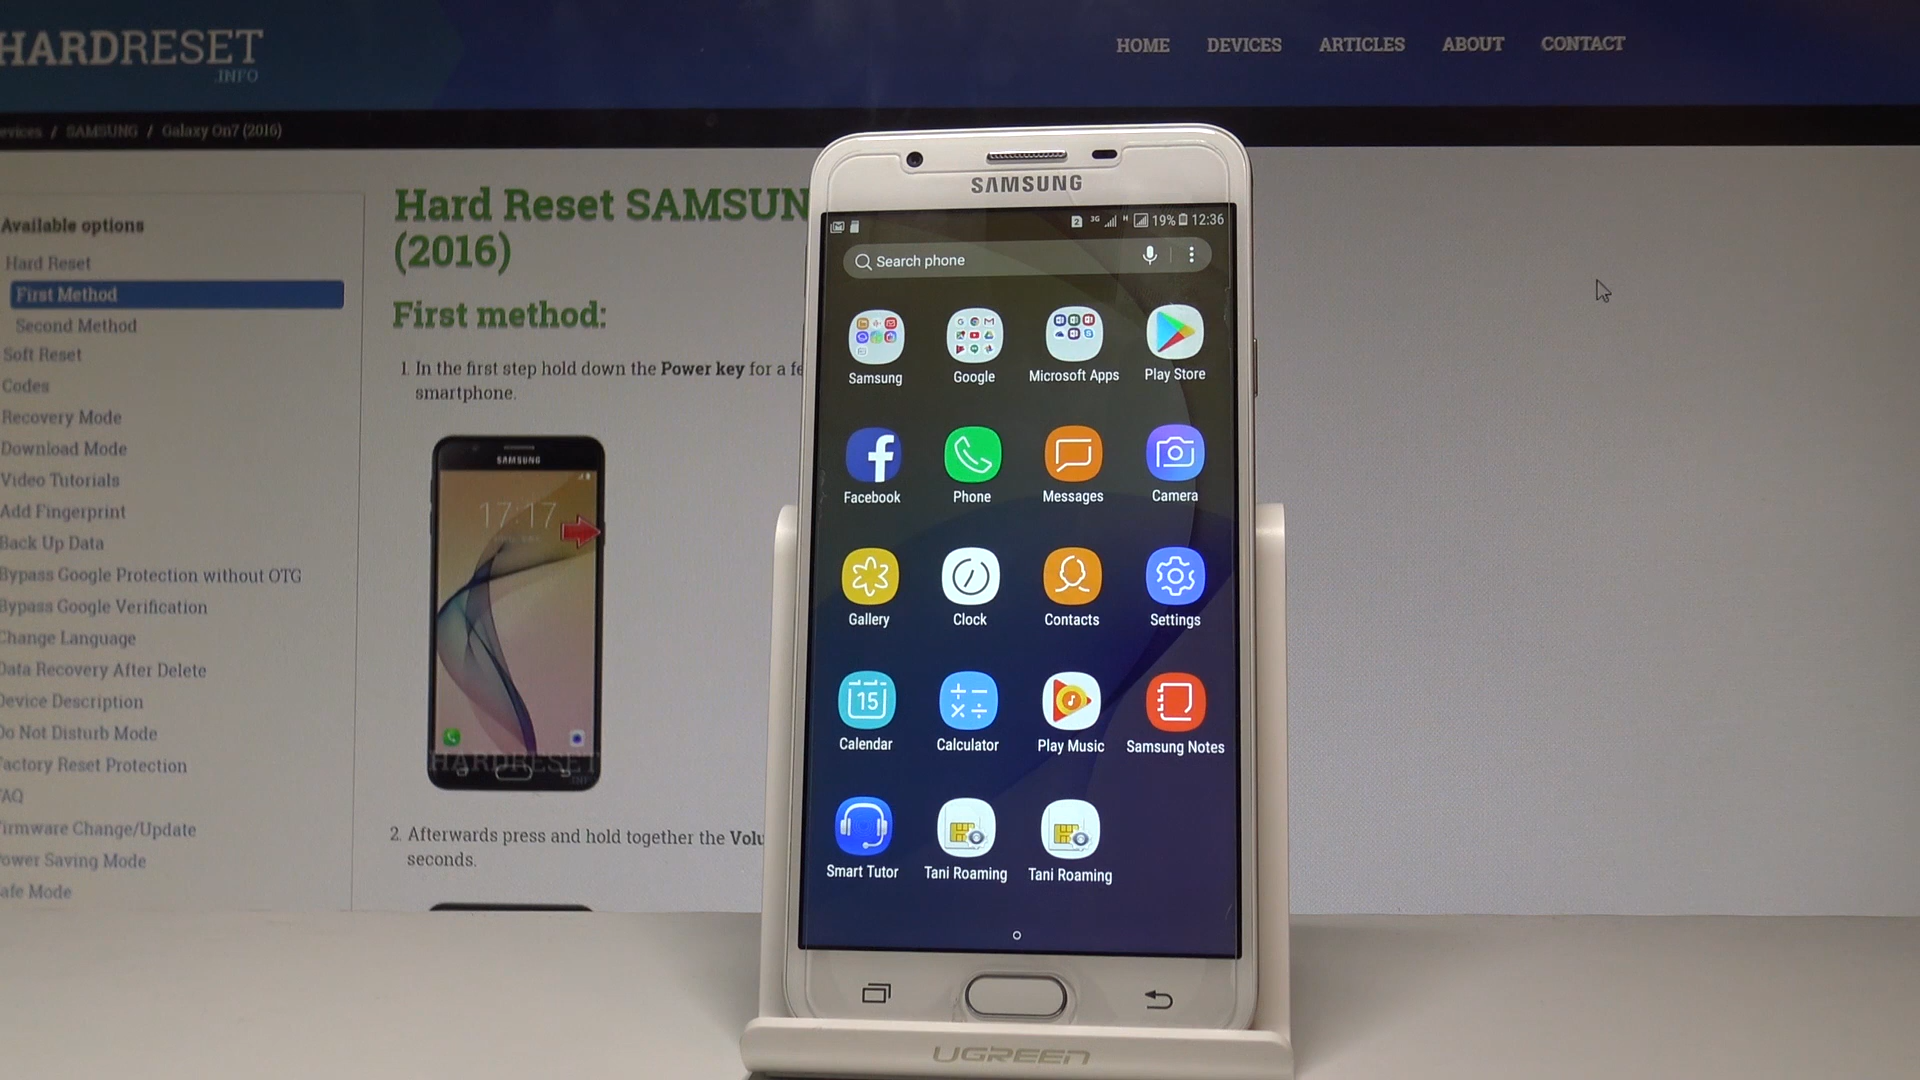 HARDRESET
.INFO
HOME DEVICES ARTICLES ABOUT CONTACT
evices / SAMSUNG / Galaxy On7 (2016)
Available options
Hard Reset
First Method
Second Method
Soft Reset
Codes
Recovery Mode
Download Mode
Video Tutorials
Add Fingerprint
Back Up Data
Bypass Google Protection without OTG
Bypass Google Verification
Change Language
Data Recovery After Delete
Device Description
Do Not Disturb Mode
Factory Reset Protection
FAQ
Firmware Change/Update
Power Saving Mode
afe Mode
Hard Reset SAMSUN
(2016)
First method:
1. In the first step hold down the Power key for a fe
smartphone.
SAMSUNG
17:17
HARDRESET
2. Afterwards press and hold together the Volu
seconds.
SAMSUNG
2 3G H 19% 12:36
Search phone
Samsung Google Microsoft Apps Play Store
Facebook Phone Messages Camera
Gallery Clock Contacts Settings
15
Calendar Calculator Play Music Samsung Notes
Smart Tutor Tani Roaming Tani Roaming
UGREEN